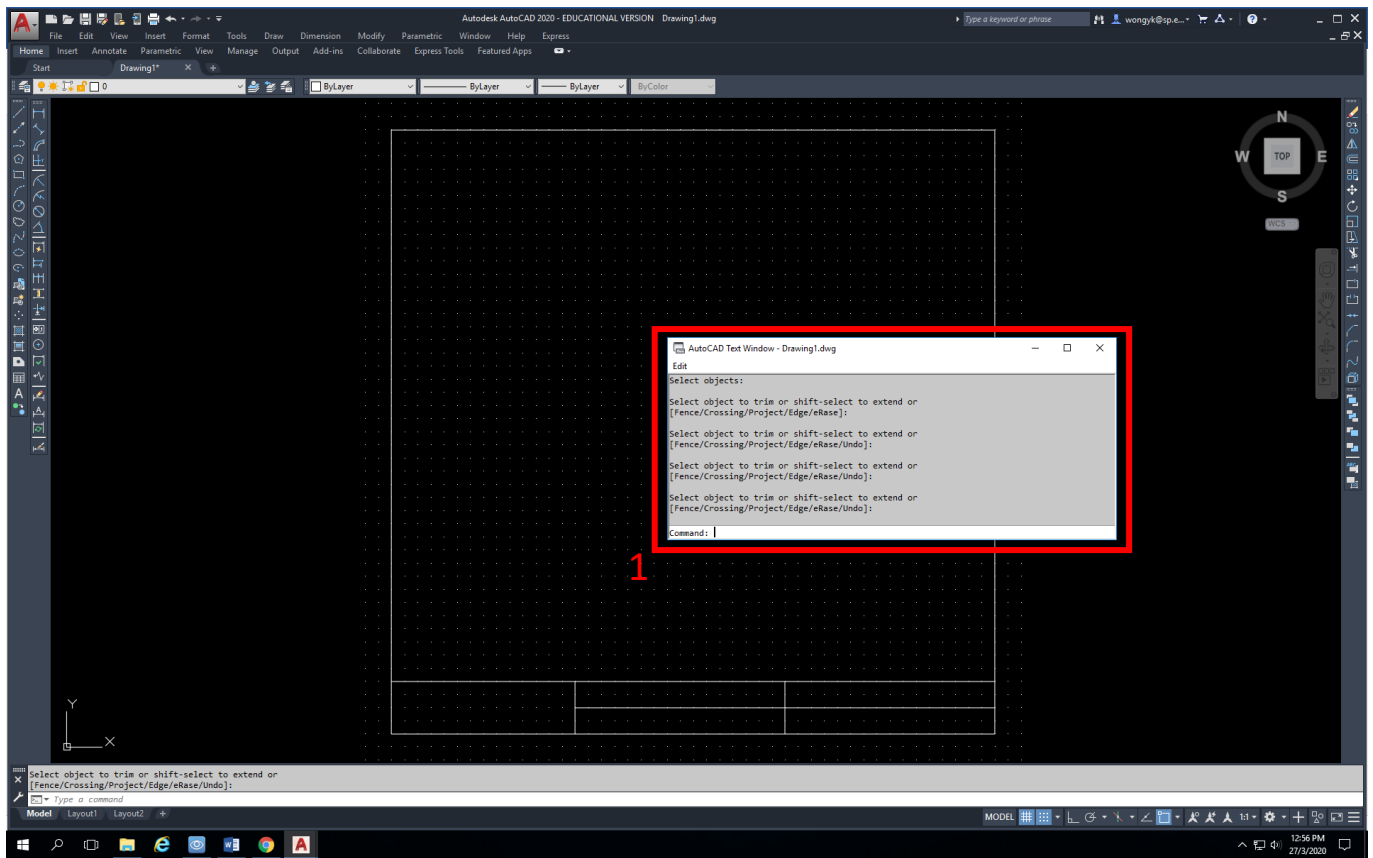 Autodesk AutoCAD 2020 - EDUCATIONAL VERSION Drawing1.dwg
Type a keyword or phrase
wongyk@sp.e...
File Edit View Insert Format Tools Draw Dimension Modify Parametric Window Help Express
Home Insert Annotate Parametric View Manage Output Add-ins Collaborate Express Tools Featured Apps
Start Drawing1*
0 ByLayer ByLayer ByLayer ByColor
N
W TOP E
S
WCS
AutoCAD Text Window - Drawing1.dwg
Edit
Select objects:
Select object to trim or shift-select to extend or
[Fence/Crossing/Project/Edge/eRase]:
Select object to trim or shift-select to extend or
[Fence/Crossing/Project/Edge/eRase/Undo]:
Select object to trim or shift-select to extend or
[Fence/Crossing/Project/Edge/eRase/Undo]:
Select object to trim or shift-select to extend or
[Fence/Crossing/Project/Edge/eRase/Undo]:
Command:
1
Y
X
Select object to trim or shift-select to extend or
[Fence/Crossing/Project/Edge/eRase/Undo]:
Type a command
Model Layout1 Layout2 +
MODEL 1:1
12:56 PM
27/3/2020